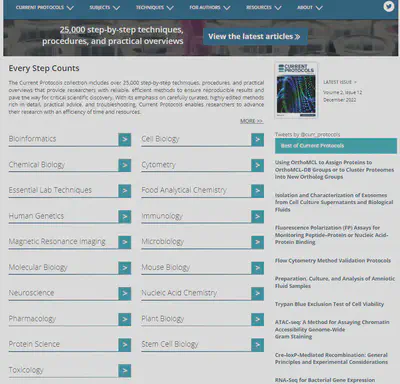 CURRENT PROTOCOLS
SUBJECTS
TECHNIQUES
FOR AUTHORS
RESOURCES
ABOUT
25,000 step-by-step techniques,
procedures, and practical overviews
View the latest articles »
Every Step Counts
The Current Protocols collection includes over 25,000 step-by-step techniques, procedures, and practical
overviews that provide researchers with reliable, efficient methods to ensure reproducible results and
pave the way for critical scientific discovery. With its emphasis on carefully curated, highly edited methods
rich in detail, practical advice, and troubleshooting, Current Protocols enables researchers to advance
their research with an efficiency of time and resources.
MORE >>
CURRENT
PROTOCOLS
LATEST ISSUE >
Volume 2, Issue 12
December 2022
Tweets by @curr_protocols
Best of Current Protocols
Using OrthoMCL to Assign Proteins to
OrthoMCL-DB Groups or to Cluster Proteomes
Into New Ortholog Groups
Isolation and Characterization of Exosomes
from Cell Culture Supernatants and Biological
Fluids
Fluorescence Polarization (FP) Assays for
Monitoring Peptide-Protein or Nucleic Acid-
Protein Binding
Flow Cytometry Method Validation Protocols
Preparation, Culture, and Analysis of Amniotic
Fluid Samples
Trypan Blue Exclusion Test of Cell Viability
ATAC-seq: A Method for Assaying Chromatin
Accessibility Genome-Wide
Gram Staining
Cre-loxP-Mediated Recombination: General
Principles and Experimental Considerations
RNA-Seq for Bacterial Gene Expression
Bioinformatics >
Cell Biology >
Chemical Biology >
Cytometry >
Essential Lab Techniques >
Food Analytical Chemistry >
Human Genetics >
Immunology >
Magnetic Resonance Imaging >
Microbiology >
Molecular Biology >
Mouse Biology >
Neuroscience >
Nucleic Acid Chemistry >
Pharmacology >
Plant Biology >
Protein Science >
Stem Cell Biology >
Toxicology >